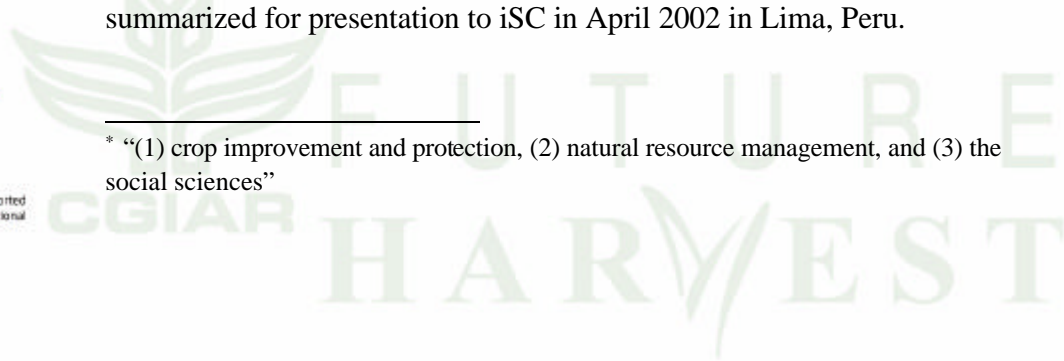 summarized for presentation to iSC in April 2002 in Lima, Peru.
FUTURE
* “(1) crop improvement and protection, (2) natural resource management, and (3) the
social sciences”
CGIAR
HARVEST